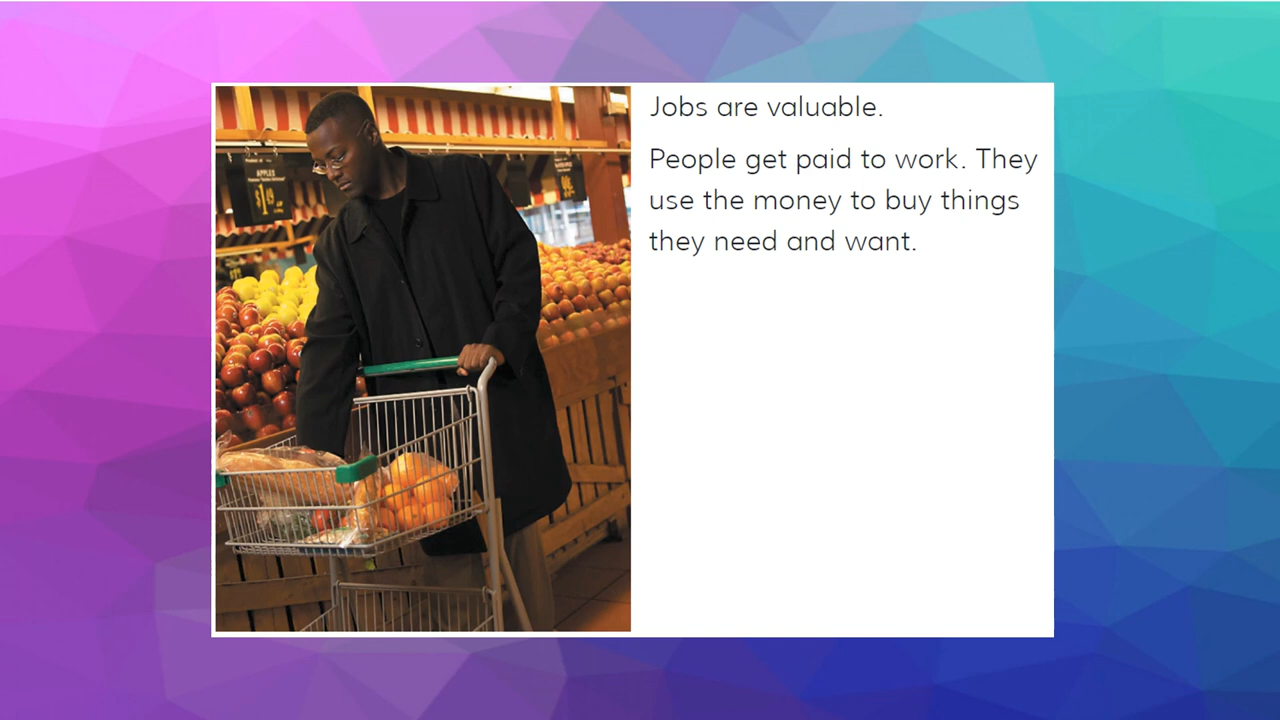 Jobs are valuable.
People get paid to work. They
use the money to buy things
they need and want.
APPLES
$1.49